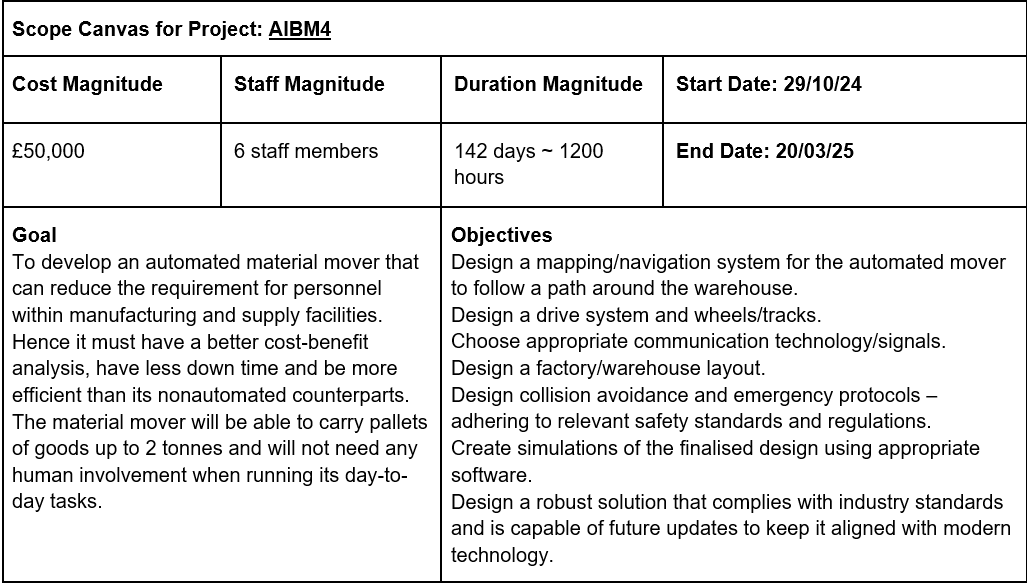 Scope Canvas for Project: AIBM4
Cost Magnitude
Staff Magnitude
Duration Magnitude
Start Date: 29/10/24
£50,000
6 staff members
142 days ~ 1200
hours
End Date: 20/03/25
Goal
To develop an automated material mover that
can reduce the requirement for personnel
within manufacturing and supply facilities.
Hence it must have a better cost-benefit
analysis, have less down time and be more
efficient than its nonautomated counterparts.
The material mover will be able to carry pallets
of goods up to 2 tonnes and will not need any
human involvement when running its day-to-
day tasks.
Objectives
Design a mapping/navigation system for the automated mover
to follow a path around the warehouse.
Design a drive system and wheels/tracks.
Choose appropriate communication technology/signals.
Design a factory/warehouse layout.
Design collision avoidance and emergency protocols –
adhering to relevant safety standards and regulations.
Create simulations of the finalised design using appropriate
software.
Design a robust solution that complies with industry standards
and is capable of future updates to keep it aligned with modern
technology.